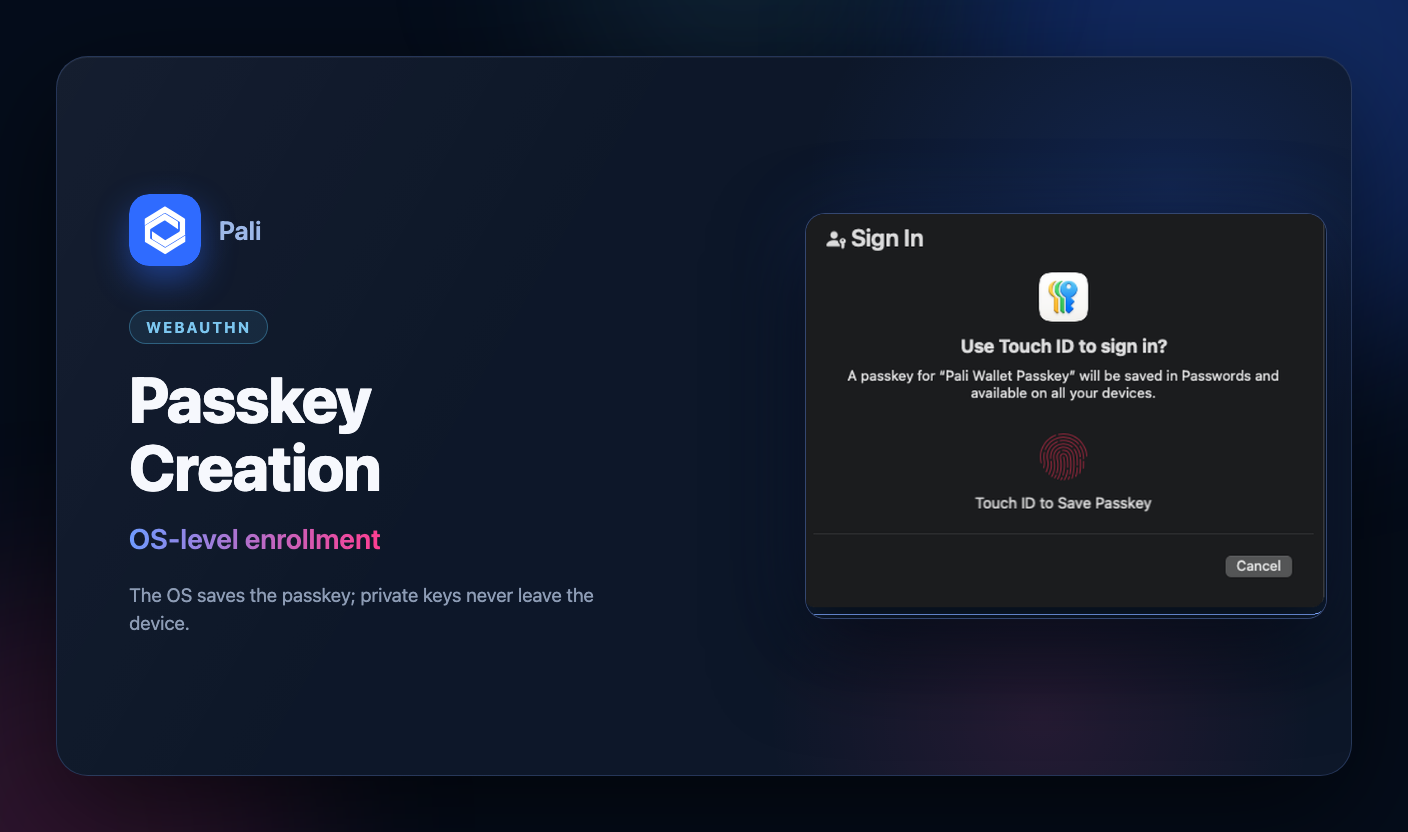 Pali
WEBAUTHN
Passkey
Creation
OS-level enrollment
The OS saves the passkey; private keys never leave the
device.
Sign In
Use Touch ID to sign in?
A passkey for “Pali Wallet Passkey” will be saved in Passwords and
available on all your devices.
Touch ID to Save Passkey
Cancel